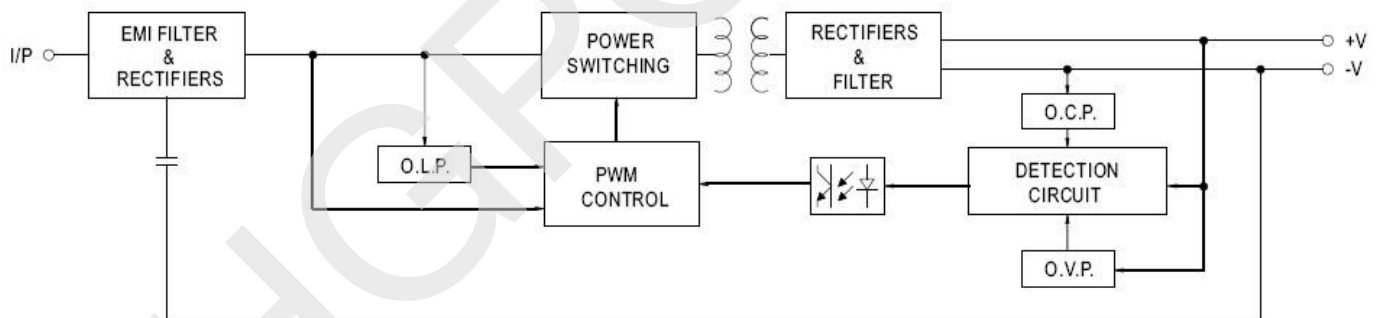 I/P
EMI FILTER
&
RECTIFIERS
POWER
SWITCHING
RECTIFIERS
&
FILTER
+V
-V
O.C.P.
O.L.P.
PWM
CONTROL
DETECTION
CIRCUIT
O.V.P.